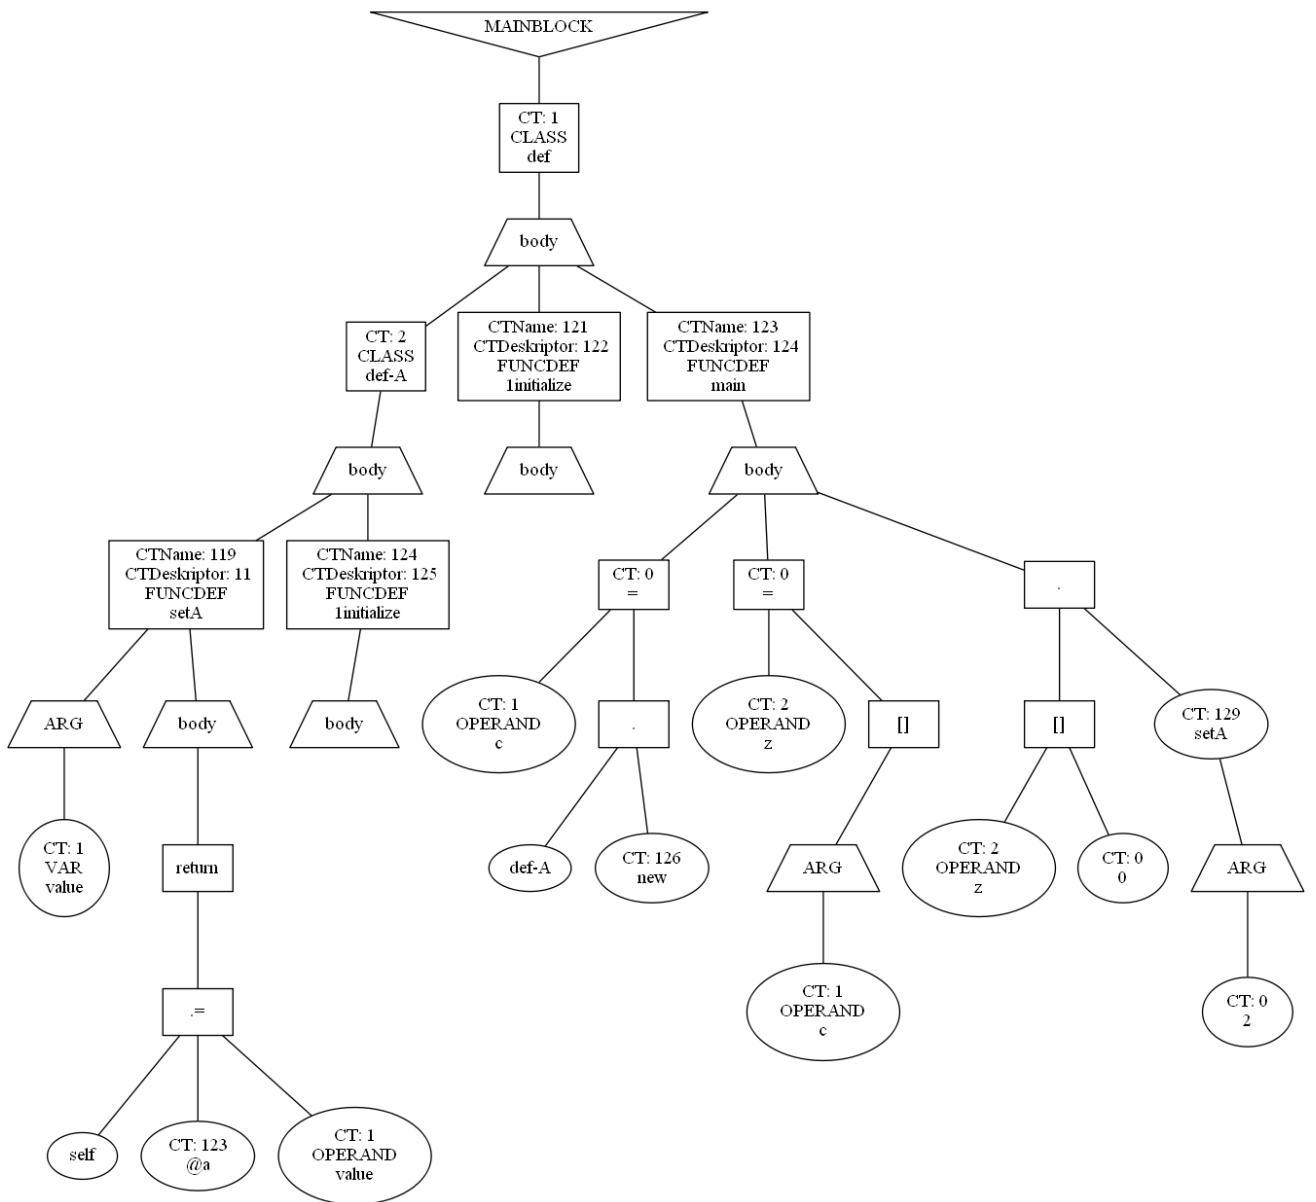 MAINBLOCK
CT: 1
CLASS
def
body
CT: 2
CLASS
def-A
CTName: 121
CTDeskriptor: 122
FUNCDEF
1initialize
CTName: 123
CTDeskriptor: 124
FUNCDEF
main
body
body
body
CTName: 119
CTDeskriptor: 11
FUNCDEF
setA
CTName: 124
CTDeskriptor: 125
FUNCDEF
1initialize
CT: 0
=
CT: 0
=
.
ARG
body
body
CT: 1
OPERAND
c
.
CT: 2
OPERAND
z
[]
[]
CT: 129
setA
CT: 1
VAR
value
return
def-A
CT: 126
new
ARG
CT: 2
OPERAND
z
CT: 0
0
ARG
.=
CT: 1
OPERAND
c
CT: 0
2
self
CT: 123
@a
CT: 1
OPERAND
value